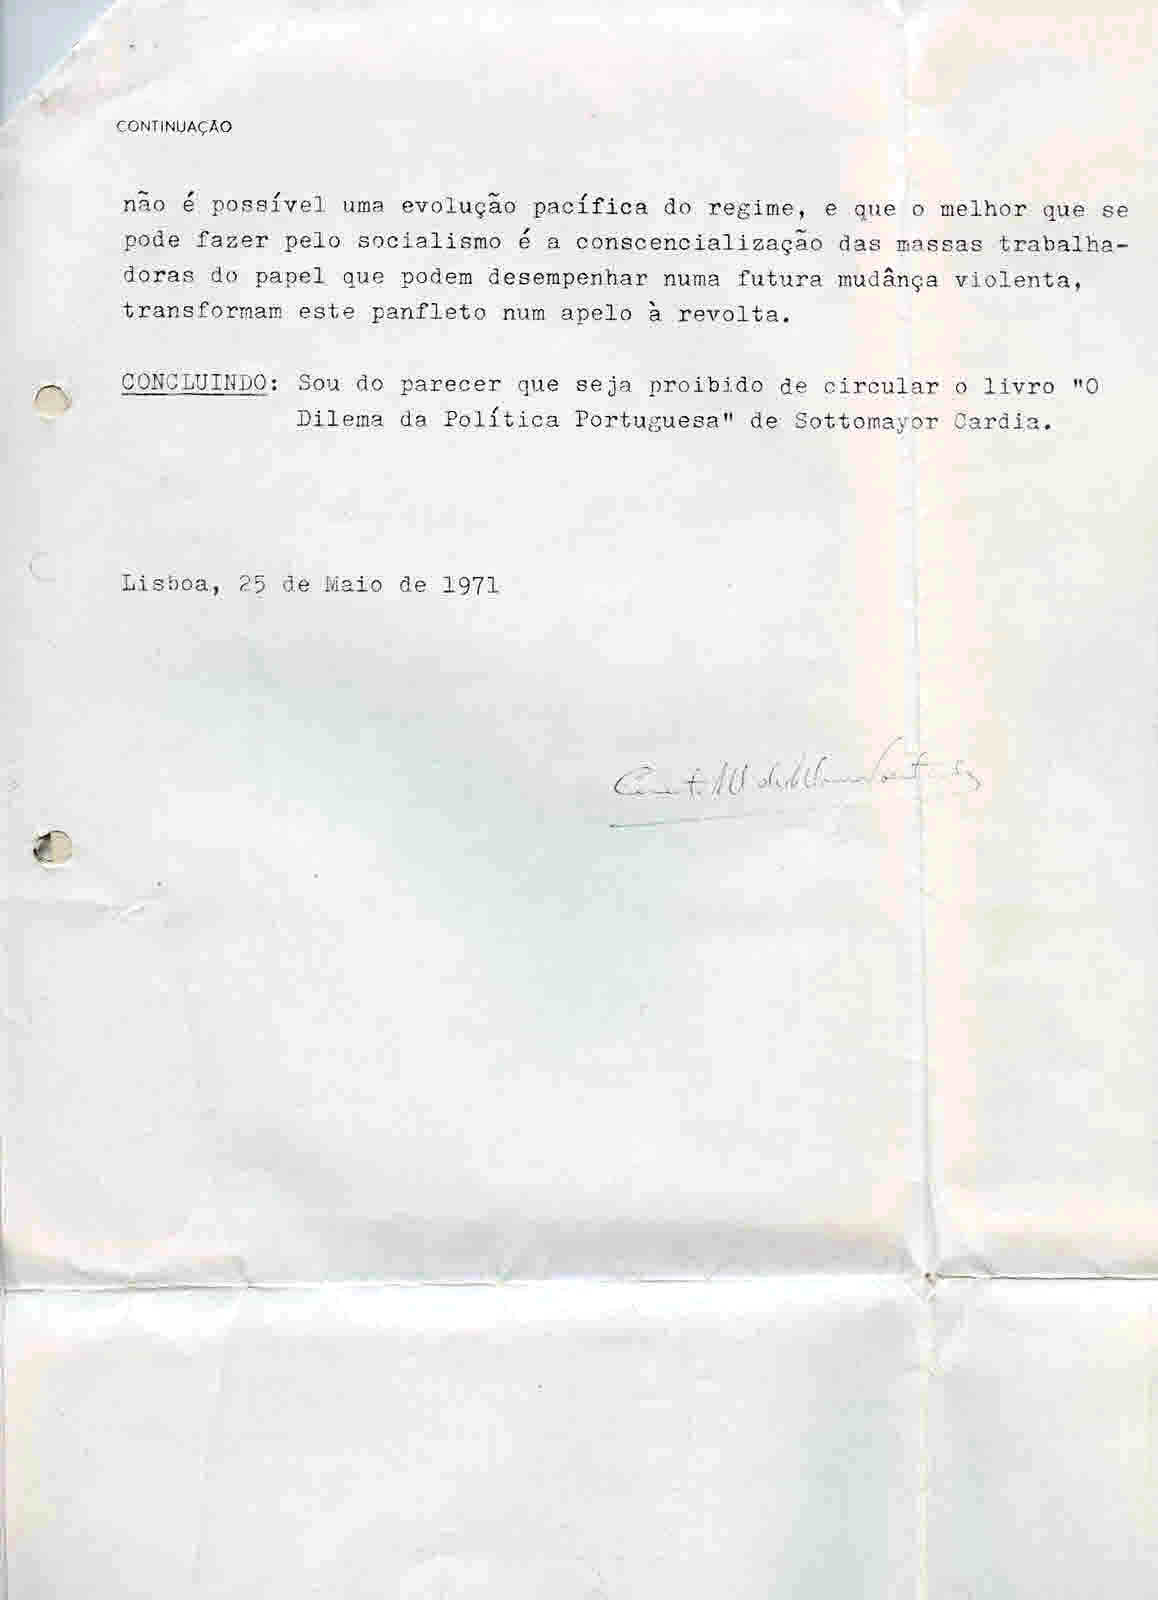 CONTINUAÇÃO
não é possível uma evolução pacífica do regime, e que o melhor que se
pode fazer pelo socialismo é a conscencialização das massas trabalha-
doras do papel que podem desempenhar numa futura mudânça violenta,
transformam este panfleto num apelo à revolta.
CONCLUINDO: Sou do parecer que seja proibido de circular o livro "O
Dilema da Política Portuguesa" de Sottomayor Cardia.
Lisboa, 25 de Maio de 1971